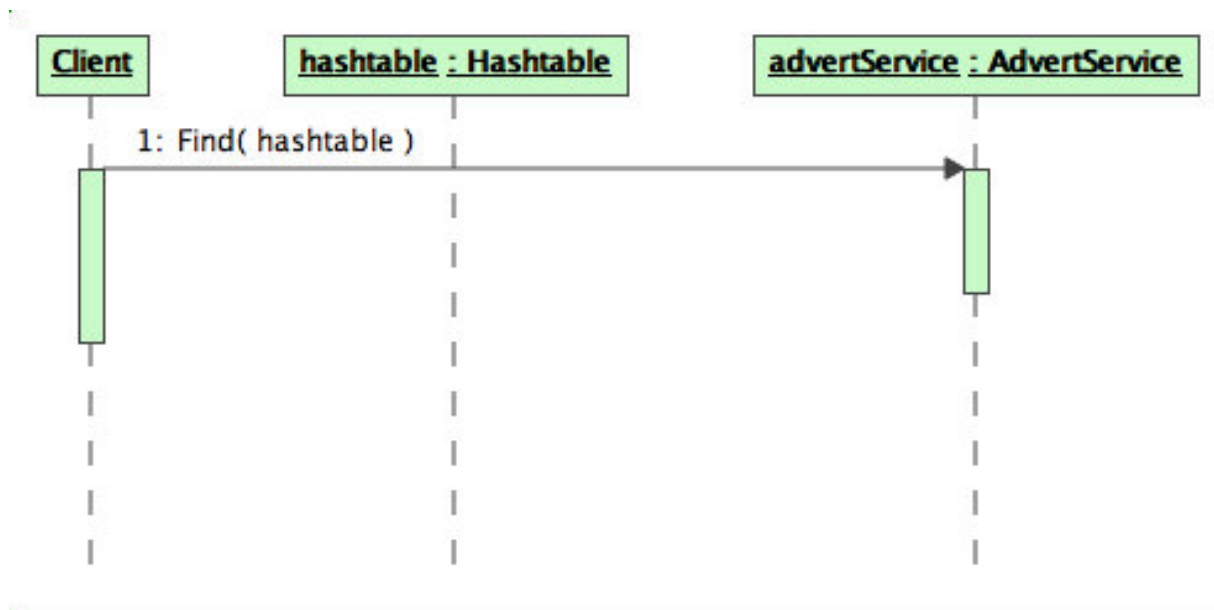 Client
hashtable : Hashtable
advertService : AdvertService
1: Find( hashtable )